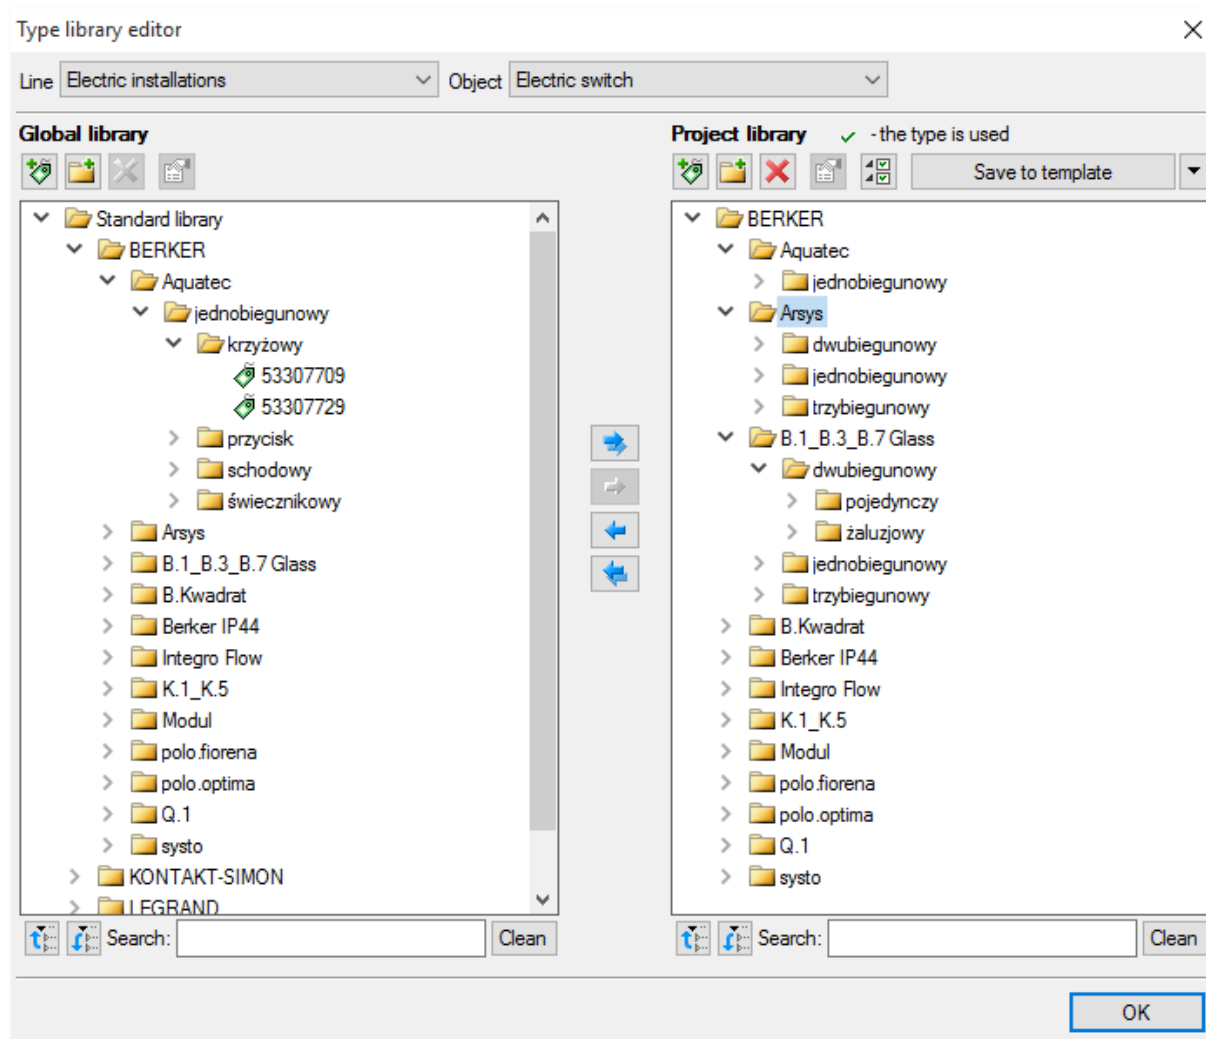 Type library editor
Line Electric installations Object Electric switch
Global library
Standard library
BERKER
Aquatec
jednobiegunowy
krzyżowy
53307709
53307729
przycisk
schodowy
świecznikowy
Arsys
B.1_B.3_B.7 Glass
B.Kwadrat
Berker IP44
Integro Flow
K.1_K.5
Modul
polo.fiorena
polo.optima
Q.1
systo
KONTAKT-SIMON
LEGRAND
Search: Clean
Project library - the type is used
Save to template
BERKER
Aquatec
jednobiegunowy
Arsys
dwubiegunowy
jednobiegunowy
trzybiegunowy
B.1_B.3_B.7 Glass
dwubiegunowy
pojedynczy
żaluzjowy
jednobiegunowy
trzybiegunowy
B.Kwadrat
Berker IP44
Integro Flow
K.1_K.5
Modul
polo.fiorena
polo.optima
Q.1
systo
Search: Clean
OK